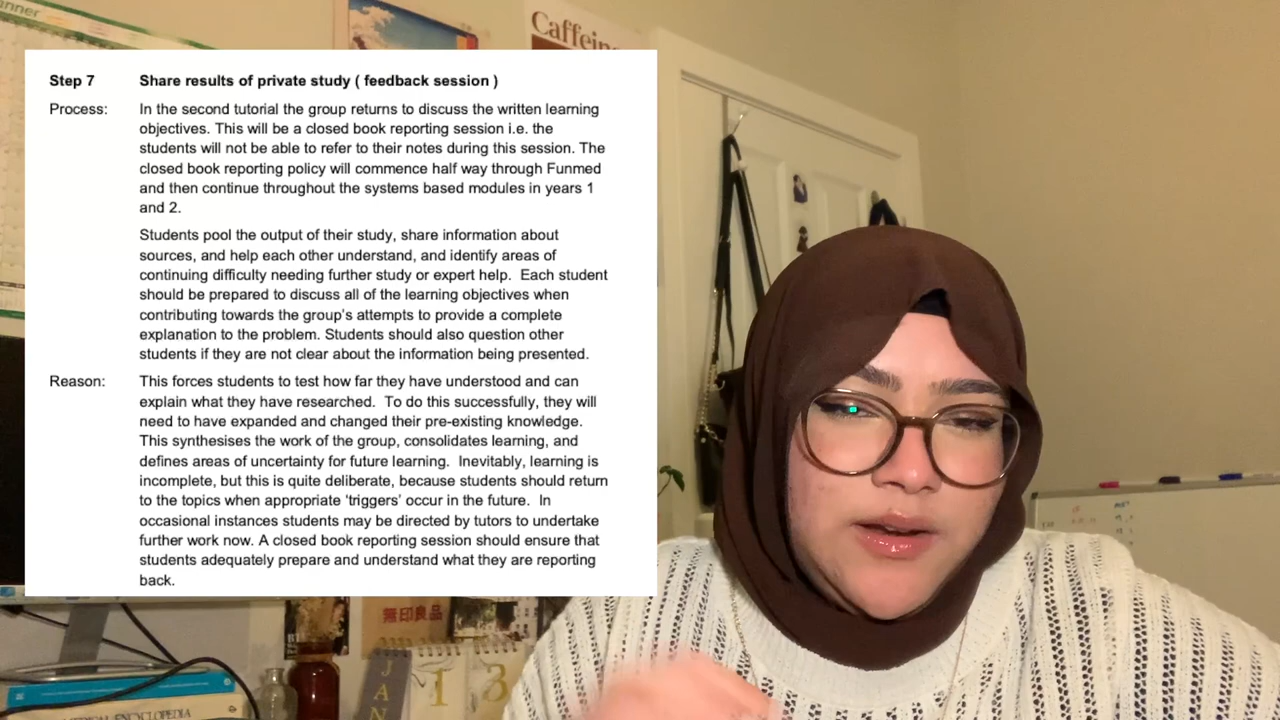 anner
Caffein
Step 7 Share results of private study ( feedback session )
Process: In the second tutorial the group returns to discuss the written learning
objectives. This will be a closed book reporting session i.e. the
students will not be able to refer to their notes during this session. The
closed book reporting policy will commence half way through Funmed
and then continue throughout the systems based modules in years 1
and 2.
Students pool the output of their study, share information about
sources, and help each other understand, and identify areas of
continuing difficulty needing further study or expert help. Each student
should be prepared to discuss all of the learning objectives when
contributing towards the group's attempts to provide a complete
explanation to the problem. Students should also question other
students if they are not clear about the information being presented.
Reason: This forces students to test how far they have understood and can
explain what they have researched. To do this successfully, they will
need to have expanded and changed their pre-existing knowledge.
This synthesises the work of the group, consolidates learning, and
defines areas of uncertainty for future learning. Inevitably, learning is
incomplete, but this is quite deliberate, because students should return
to the topics when appropriate 'triggers' occur in the future. In
occasional instances students may be directed by tutors to undertake
further work now. A closed book reporting session should ensure that
students adequately prepare and understand what they are reporting
back.
無印良品
JAN
13
MEDICAL ENCYCLOPEDIA